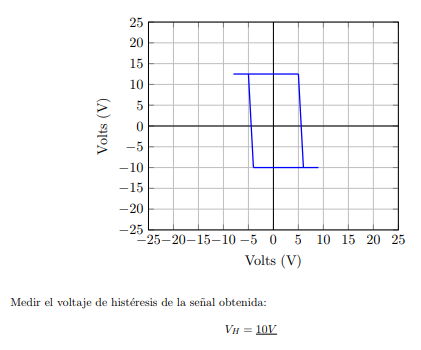 25
20
15
10
5
0
−5
−10
−15
−20
−25
Volts (V)
−25−20−15−10 −5 0 5 10 15 20 25
Volts (V)
Medir el voltaje de histéresis de la señal obtenida:
V_H = 10V